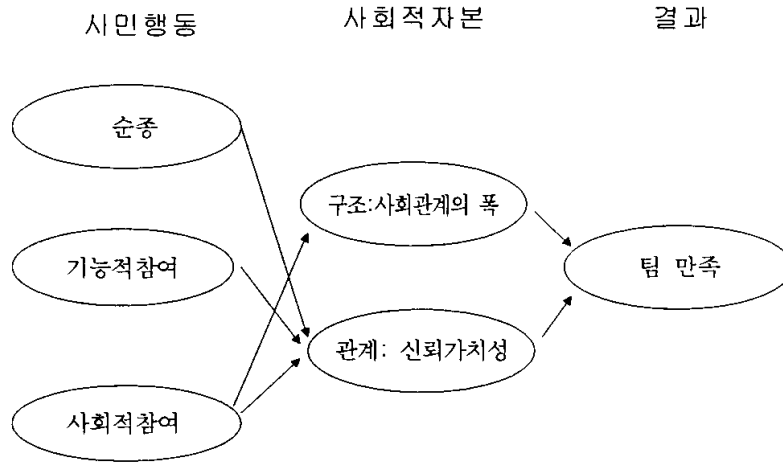 시민행동
사회적자본
결과
순종
구조:사회관계의 폭
기능적참여
팀 만족
관계: 신뢰가치성
사회적참여